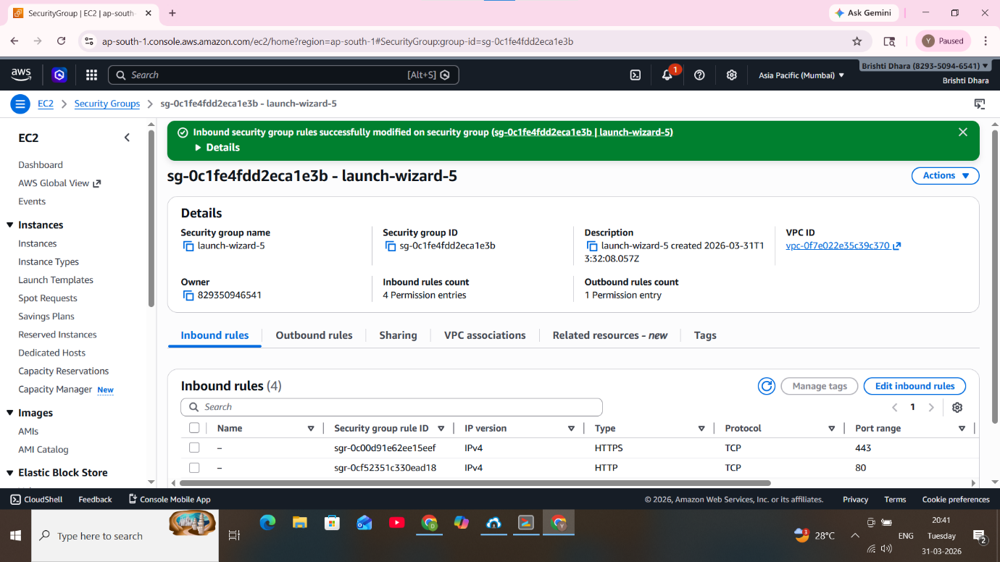 SecurityGroup | EC2 | ap-south-
Ask Gemini
ap-south-1.console.aws.amazon.com/ec2/home?region=ap-south-1#SecurityGroup:group-id=sg-0c1fe4fdd2eca1e3b
Y Paused
aws
Search [Alt+S]
1
Asia Pacific (Mumbai)
Brishti Dhara (8293-5094-6541)
Brishti Dhara
EC2 > Security Groups > sg-0c1fe4fdd2eca1e3b - launch-wizard-5
EC2
Dashboard
AWS Global View
Events
Instances
Instances
Instance Types
Launch Templates
Spot Requests
Savings Plans
Reserved Instances
Dedicated Hosts
Capacity Reservations
Capacity Manager New
Images
AMIs
AMI Catalog
Elastic Block Store
Inbound security group rules successfully modified on security group (sg-0c1fe4fdd2eca1e3b | launch-wizard-5)
Details
sg-0c1fe4fdd2eca1e3b - launch-wizard-5
Actions
Details
Security group name
launch-wizard-5
Security group ID
sg-0c1fe4fdd2eca1e3b
Description
launch-wizard-5 created 2026-03-31T1
3:32:08.057Z
VPC ID
vpc-0f7e022e35c39c370
Owner
829350946541
Inbound rules count
4 Permission entries
Outbound rules count
1 Permission entry
Inbound rules Outbound rules Sharing VPC associations Related resources - new Tags
Inbound rules (4)
Manage tags
Edit inbound rules
Search
1
Name Security group rule ID IP version Type Protocol Port range
– sgr-0c00d91e62ee15eef IPv4 HTTPS TCP 443
– sgr-0cf52351c330ead18 IPv4 HTTP TCP 80
CloudShell Feedback Console Mobile App
© 2026, Amazon Web Services, Inc. or its affiliates. Privacy Terms Cookie preferences
Type here to search
28°C
ENG
20:41
Tuesday
31-03-2026
2